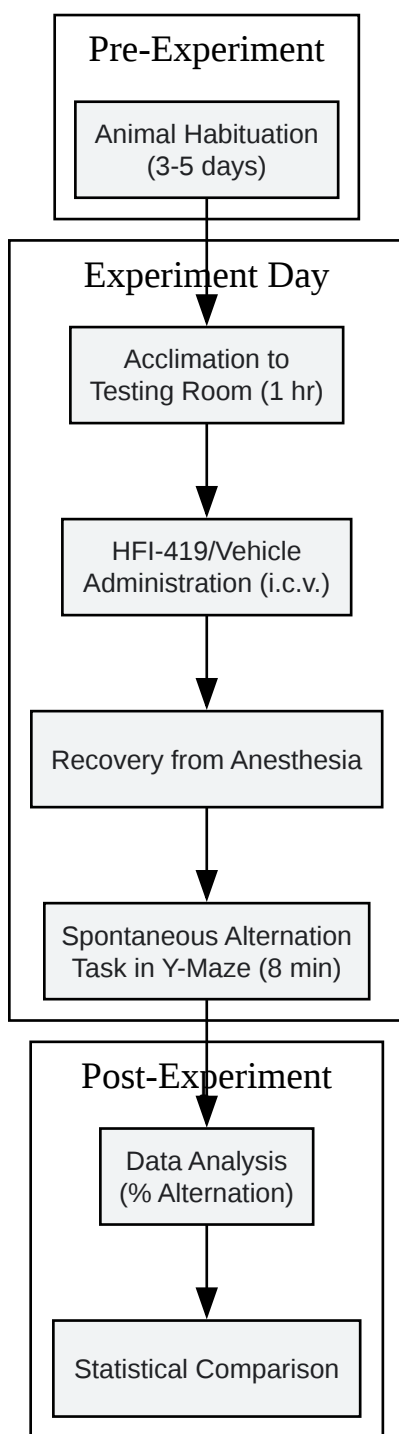 Pre-Experiment
Animal Habituation
(3-5 days)
Experiment Day
Acclimation to
Testing Room (1 hr)
HFI-419/Vehicle
Administration (i.c.v.)
Recovery from Anesthesia
Spontaneous Alternation
Task in Y-Maze (8 min)
Post-Experiment
Data Analysis
(% Alternation)
Statistical Comparison